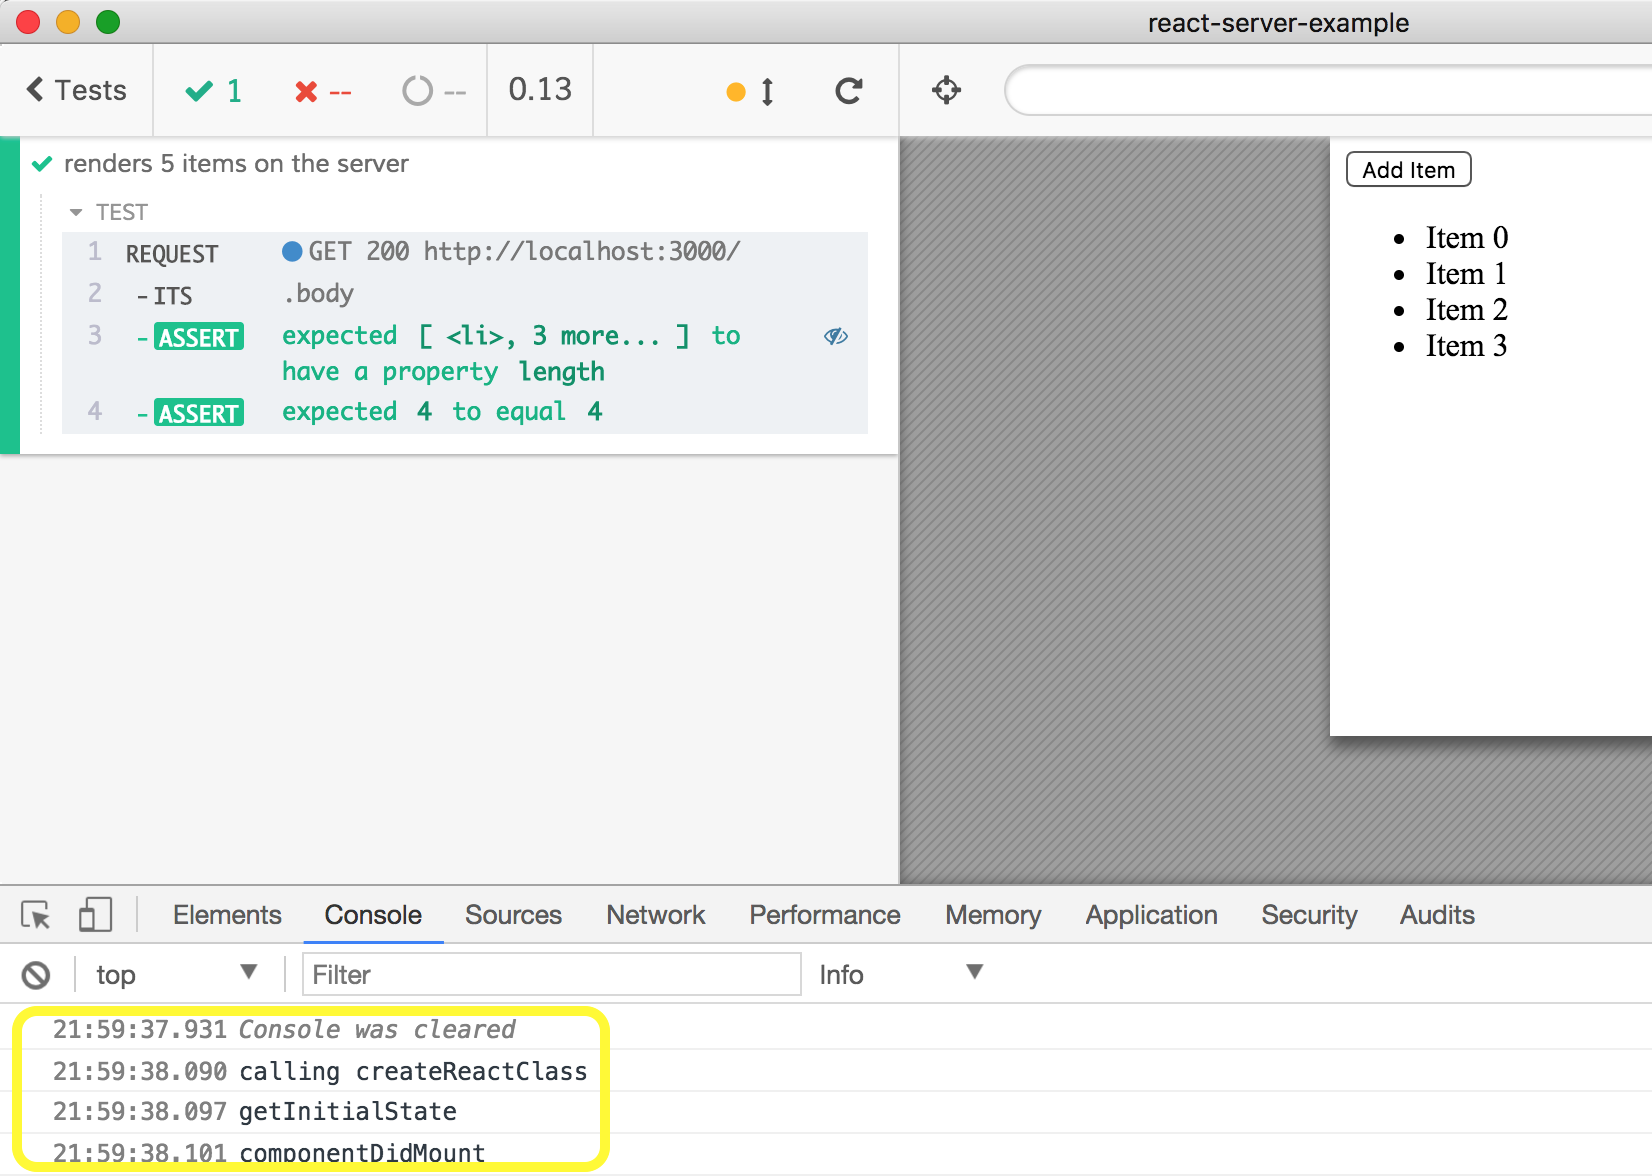 react-server-example
Tests
1
--
--
0.13
renders 5 items on the server
TEST
1 REQUEST GET 200 http://localhost:3000/
2 -ITS .body
3 -ASSERT expected [ <li>, 3 more... ] to
have a property length
4 -ASSERT expected 4 to equal 4
Add Item
Item 0
Item 1
Item 2
Item 3
Elements Console Sources Network Performance Memory Application Security Audits
top Filter Info
21:59:37.931 Console was cleared
21:59:38.090 calling createReactClass
21:59:38.097 getInitialState
21:59:38.101 componentDidMount